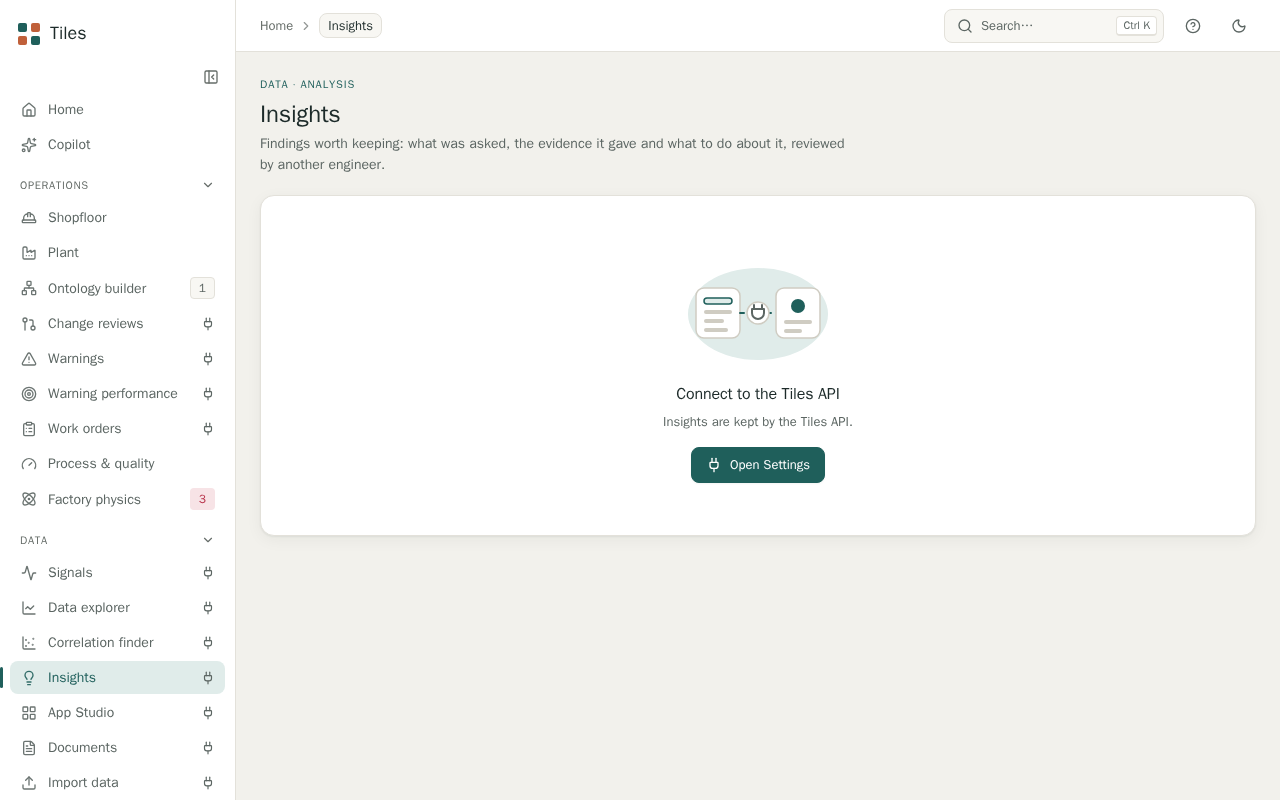 Tiles
Home
Copilot
OPERATIONS
Shopfloor
Plant
Ontology builder
1
Change reviews
Warnings
Warning performance
Work orders
Process & quality
Factory physics
3
DATA
Signals
Data explorer
Correlation finder
Insights
App Studio
Documents
Import data
Home
Insights
Search…
Ctrl K
DATA · ANALYSIS
Insights
Findings worth keeping: what was asked, the evidence it gave and what to do about it, reviewed
by another engineer.
Connect to the Tiles API
Insights are kept by the Tiles API.
Open Settings